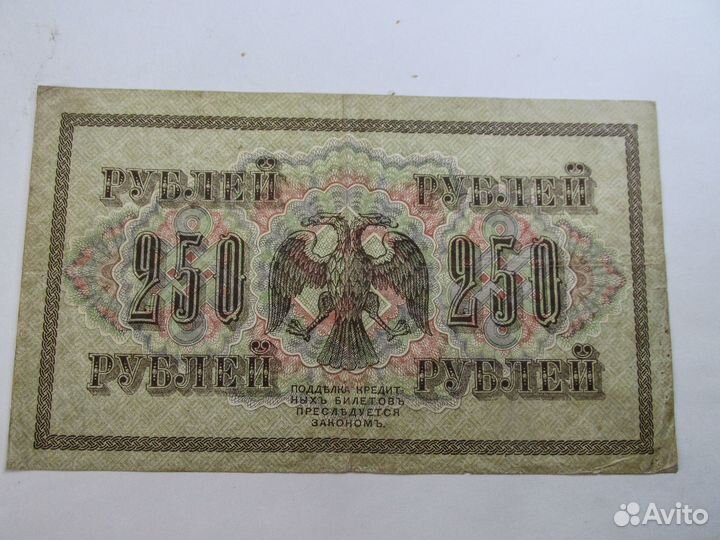 РУБЛЕЙ РУБЛЕЙ
250 250
РУБЛЕЙ РУБЛЕЙ
ПОДДѢЛКА КРЕДИТ-
НЫХЪ БИЛЕТОВЪ
ПРЕСЛѢДУЕТСЯ
ЗАКОНОМЪ.
Avito